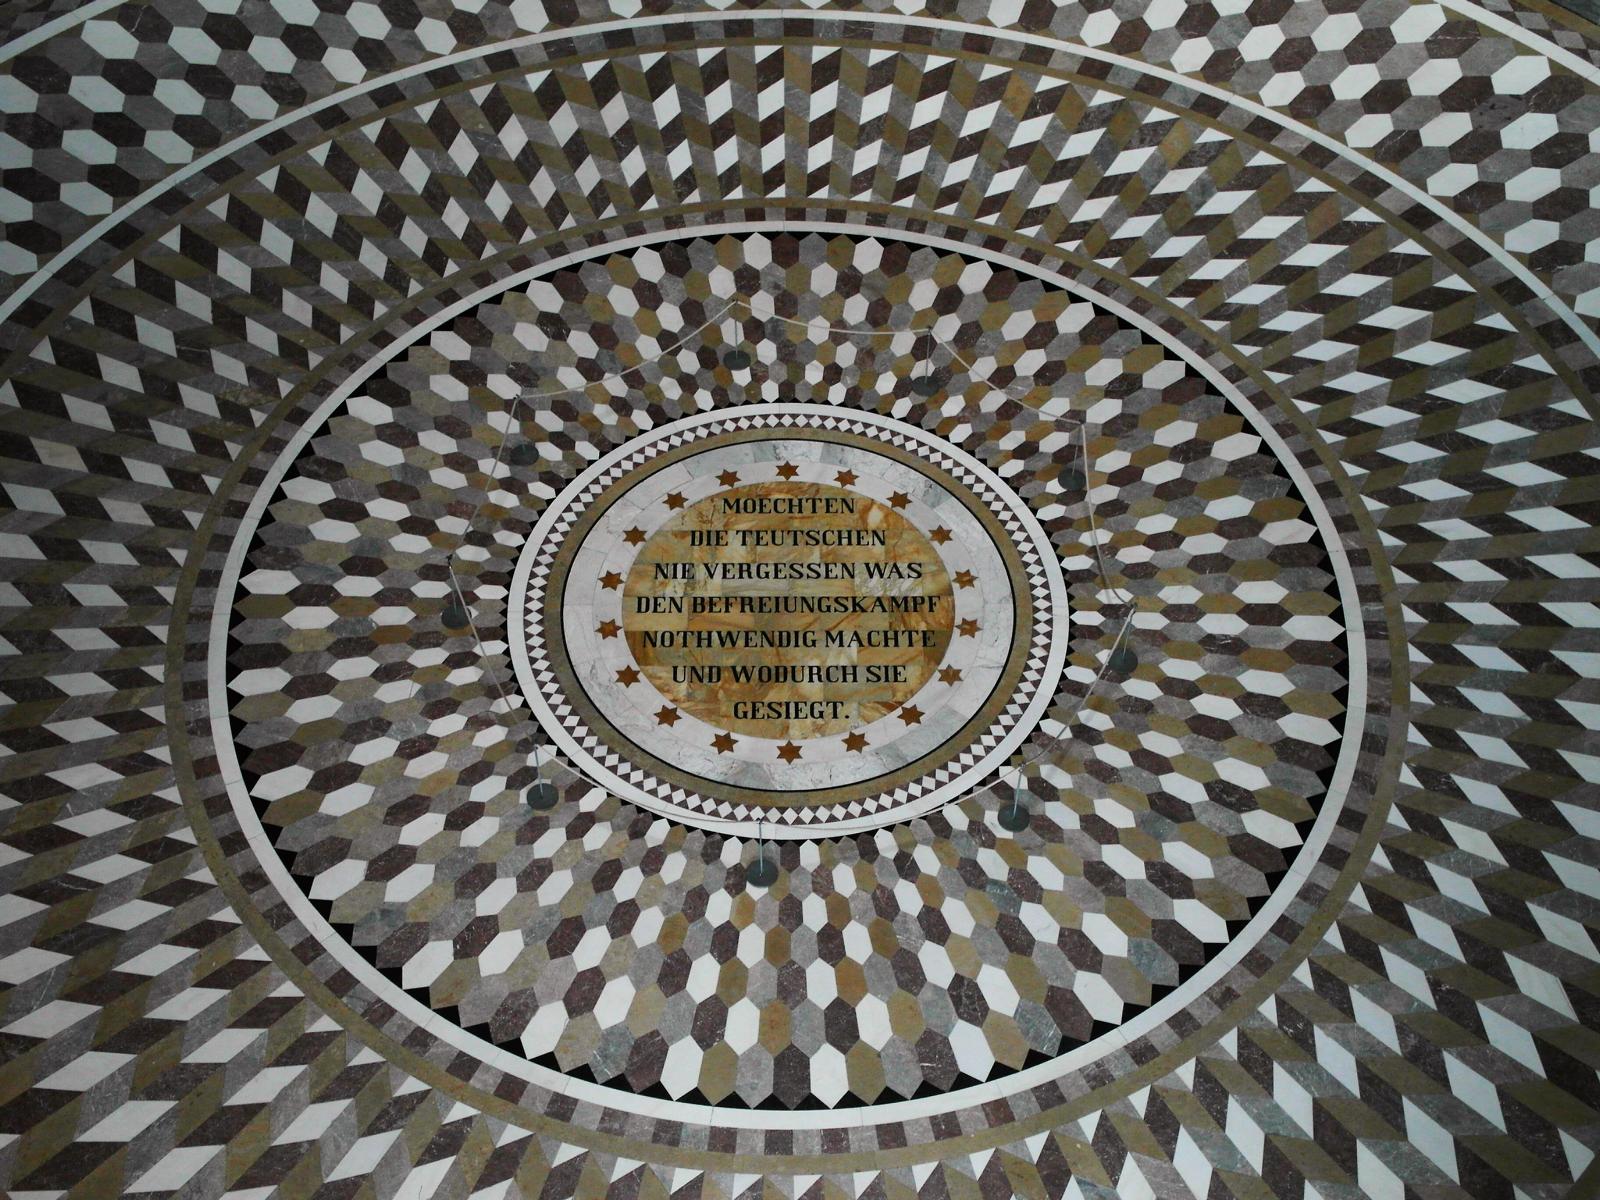 MOECHTEN
DIE TEUTSCHEN
NIE VERGESSEN WAS
DEN BEFREIUNGSKAMPF
NOTHWENDIG MACHTE
UND WODURCH SIE
GESIEGT.